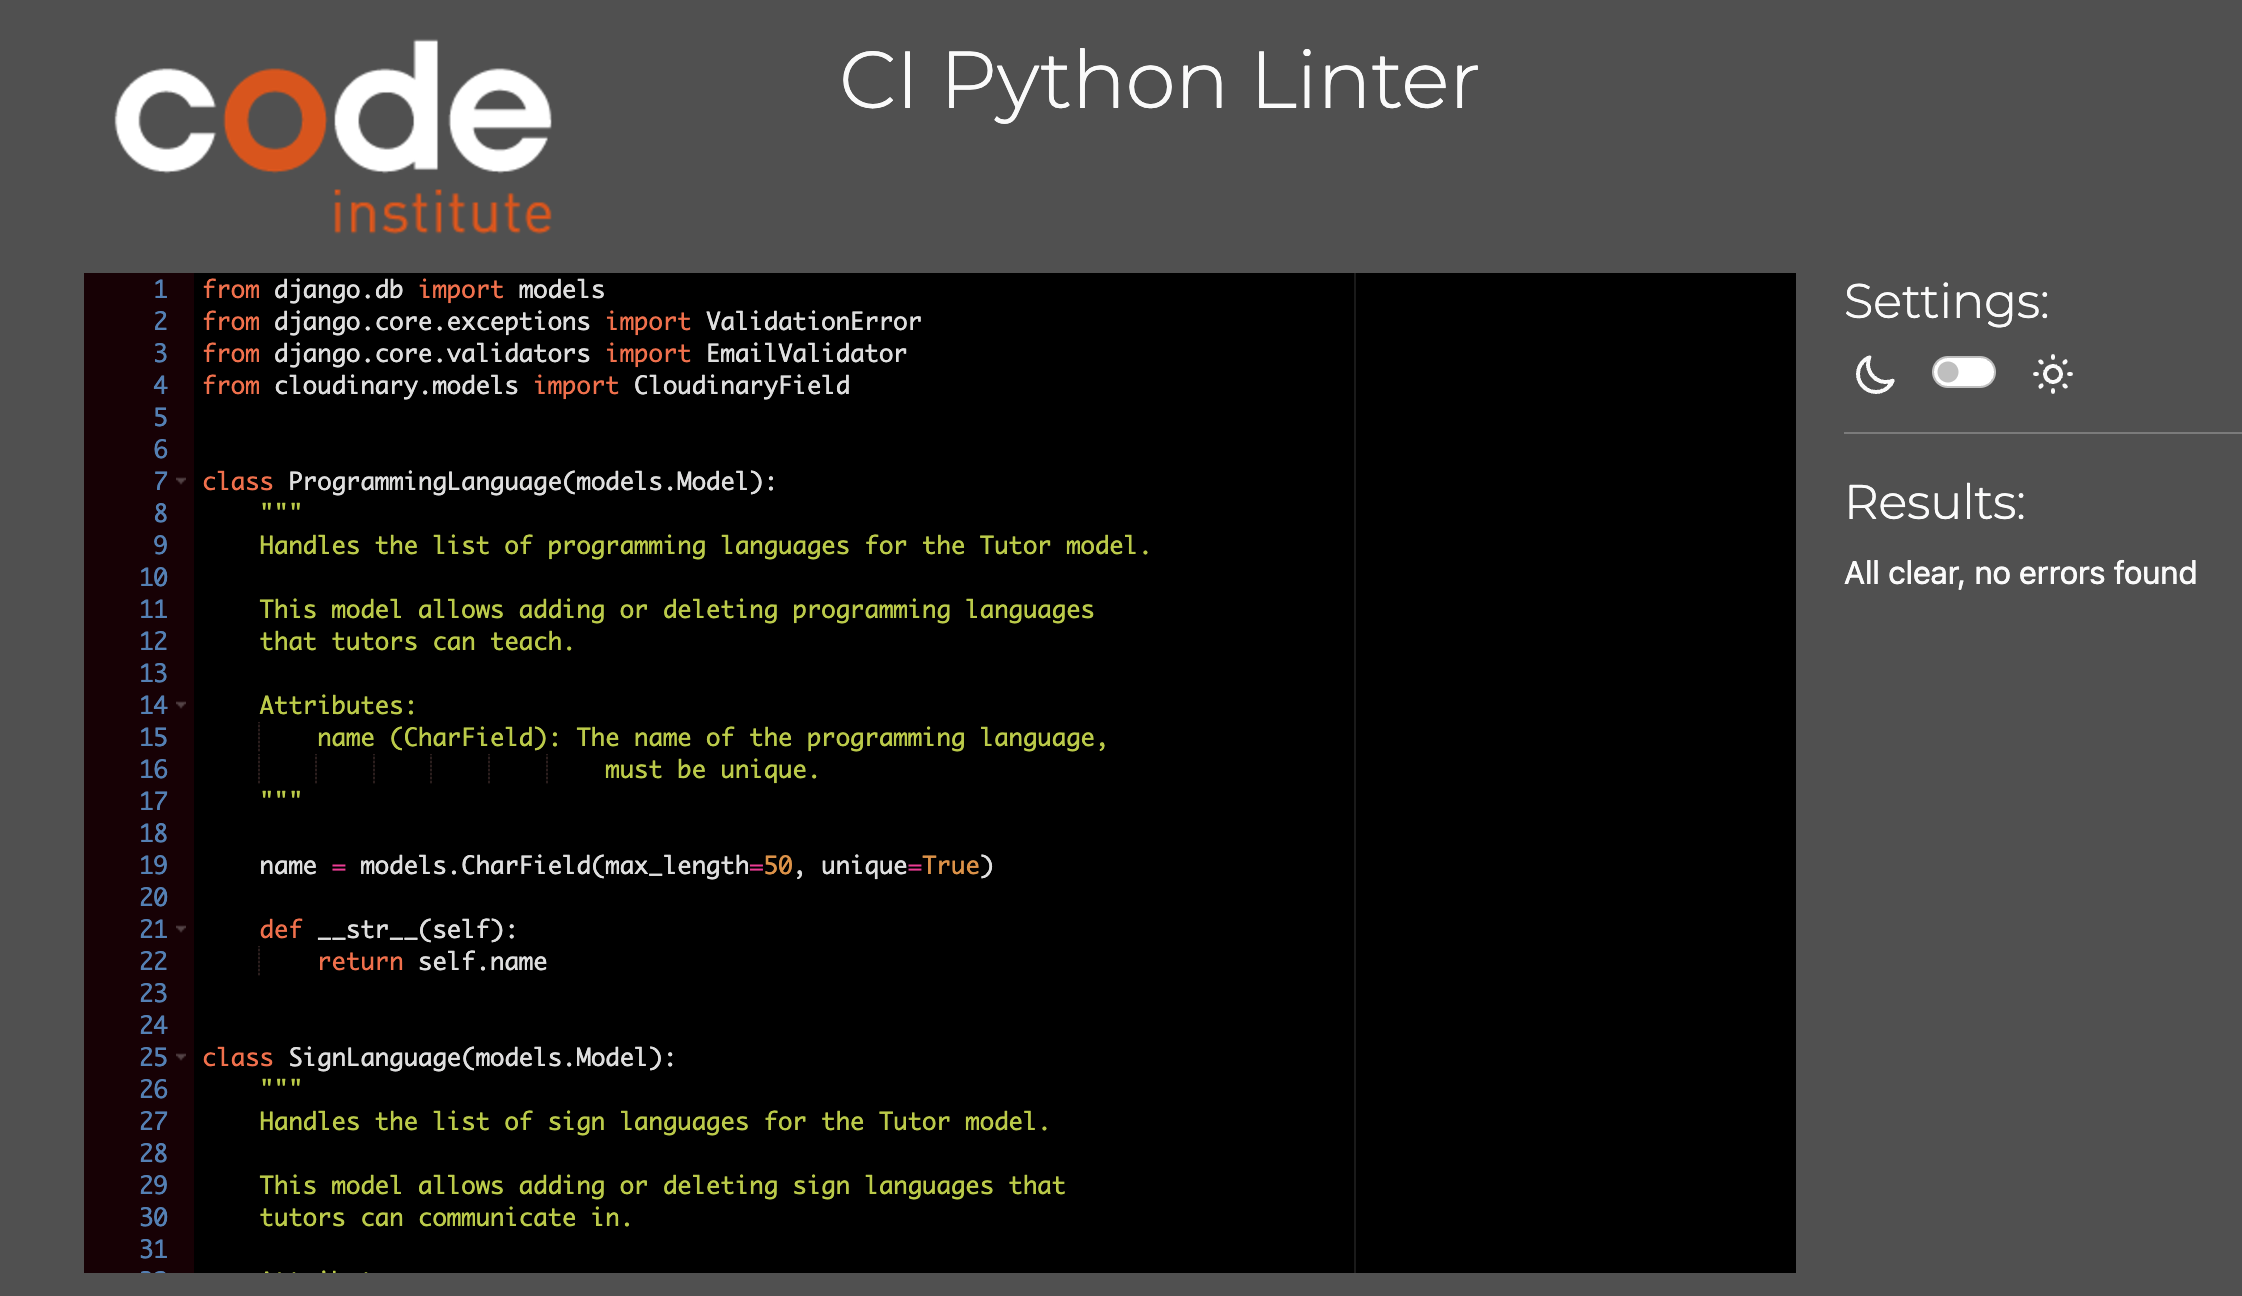 code
institute
CI Python Linter
1 from django.db import models
2 from django.core.exceptions import ValidationError
3 from django.core.validators import EmailValidator
4 from cloudinary.models import CloudinaryField
5
6
7 class ProgrammingLanguage(models.Model):
8     """
9     Handles the list of programming languages for the Tutor model.
10
11     This model allows adding or deleting programming languages
12     that tutors can teach.
13
14     Attributes:
15         name (CharField): The name of the programming language,
16                             must be unique.
17     """
18
19     name = models.CharField(max_length=50, unique=True)
20
21     def __str__(self):
22         return self.name
23
24
25 class SignLanguage(models.Model):
26     """
27     Handles the list of sign languages for the Tutor model.
28
29     This model allows adding or deleting sign languages that
30     tutors can communicate in.
31
Settings:
Results:
All clear, no errors found